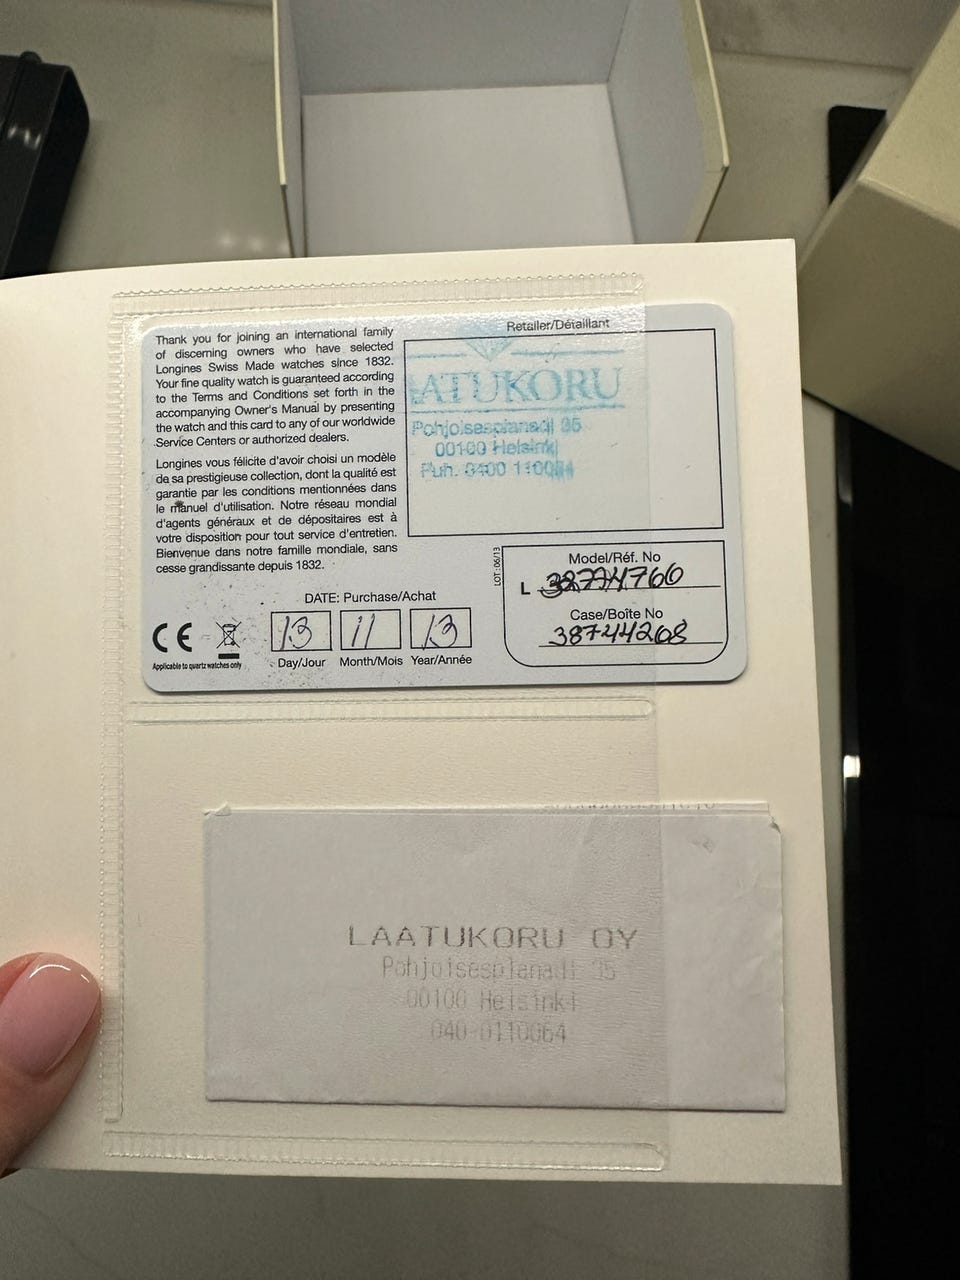 Thank you for joining an international family
of discerning owners who have selected
Longines Swiss Made watches since 1832.
Your fine quality watch is guaranteed according
to the Terms and Conditions set forth in the
accompanying Owner's Manual by presenting
the watch and this card to any of our worldwide
Service Centers or authorized dealers.
Longines vous félicite d'avoir choisi un modèle
de sa prestigieuse collection, dont la qualité est
garantie par les conditions mentionnées dans
le manuel d'utilisation. Notre réseau mondial
d'agents généraux et de dépositaires est à
votre disposition pour tout service d'entretien.
Bienvenue dans notre famille mondiale, sans
cesse grandissante depuis 1832.
Retailer/Détaillant
ATUKORU
Pohjoisesplanadi 35
00100 Helsinki
Puh. 0400 110064
LOT : 06/13
Model/Réf. No
L
Case/Boîte No
38744208
DATE: Purchase/Achat
13 11 13
Day/Jour Month/Mois Year/Année
CE
Applicable to quartz watches only
LAATUKORU OY
Pohjoisesplanadi 35
00100 Helsinki
040-0110064